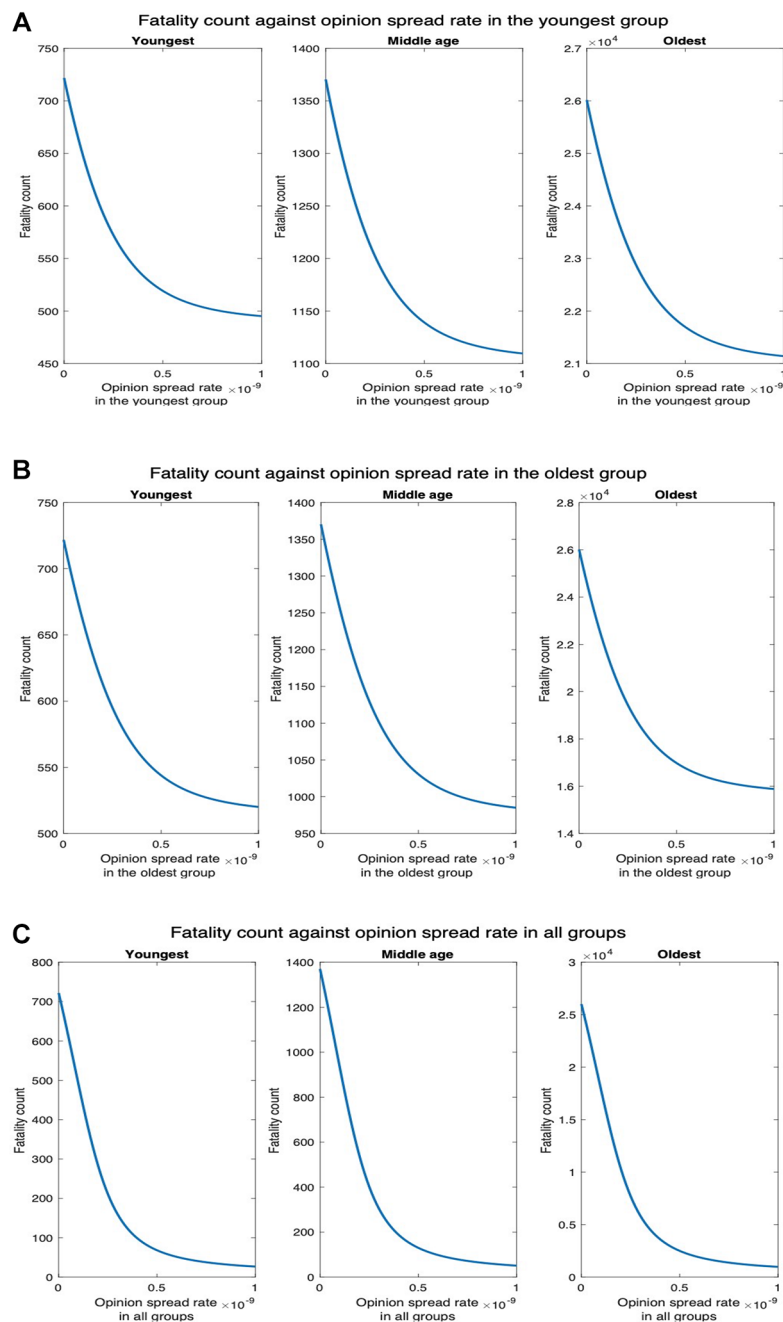 A
Fatality count against opinion spread rate in the youngest group
Youngest
Middle age
Oldest
×10⁴
750
700
650
600
550
500
450
Fatality count
0
0.5
1
Opinion spread rate ×10⁻⁹
in the youngest group
1400
1350
1300
1250
1200
1150
1100
Fatality count
0
0.5
1
Opinion spread rate ×10⁻⁹
in the youngest group
2.7
2.6
2.5
2.4
2.3
2.2
2.1
Fatality count
0
0.5
1
Opinion spread rate ×10⁻⁹
in the youngest group
B
Fatality count against opinion spread rate in the oldest group
Youngest
Middle age
Oldest
×10⁴
750
700
650
600
550
500
Fatality count
0
0.5
1
Opinion spread rate ×10⁻⁹
in the oldest group
1400
1350
1300
1250
1200
1150
1100
1050
1000
950
Fatality count
0
0.5
1
Opinion spread rate ×10⁻⁹
in the oldest group
2.8
2.6
2.4
2.2
2
1.8
1.6
1.4
Fatality count
0
0.5
1
Opinion spread rate ×10⁻⁹
in the oldest group
C
Fatality count against opinion spread rate in all groups
Youngest
Middle age
Oldest
×10⁴
800
700
600
500
400
300
200
100
0
Fatality count
0
0.5
1
Opinion spread rate ×10⁻⁹
in all groups
1400
1200
1000
800
600
400
200
0
Fatality count
0
0.5
1
Opinion spread rate ×10⁻⁹
in all groups
3
2.5
2
1.5
1
0.5
0
Fatality count
0
0.5
1
Opinion spread rate ×10⁻⁹
in all groups